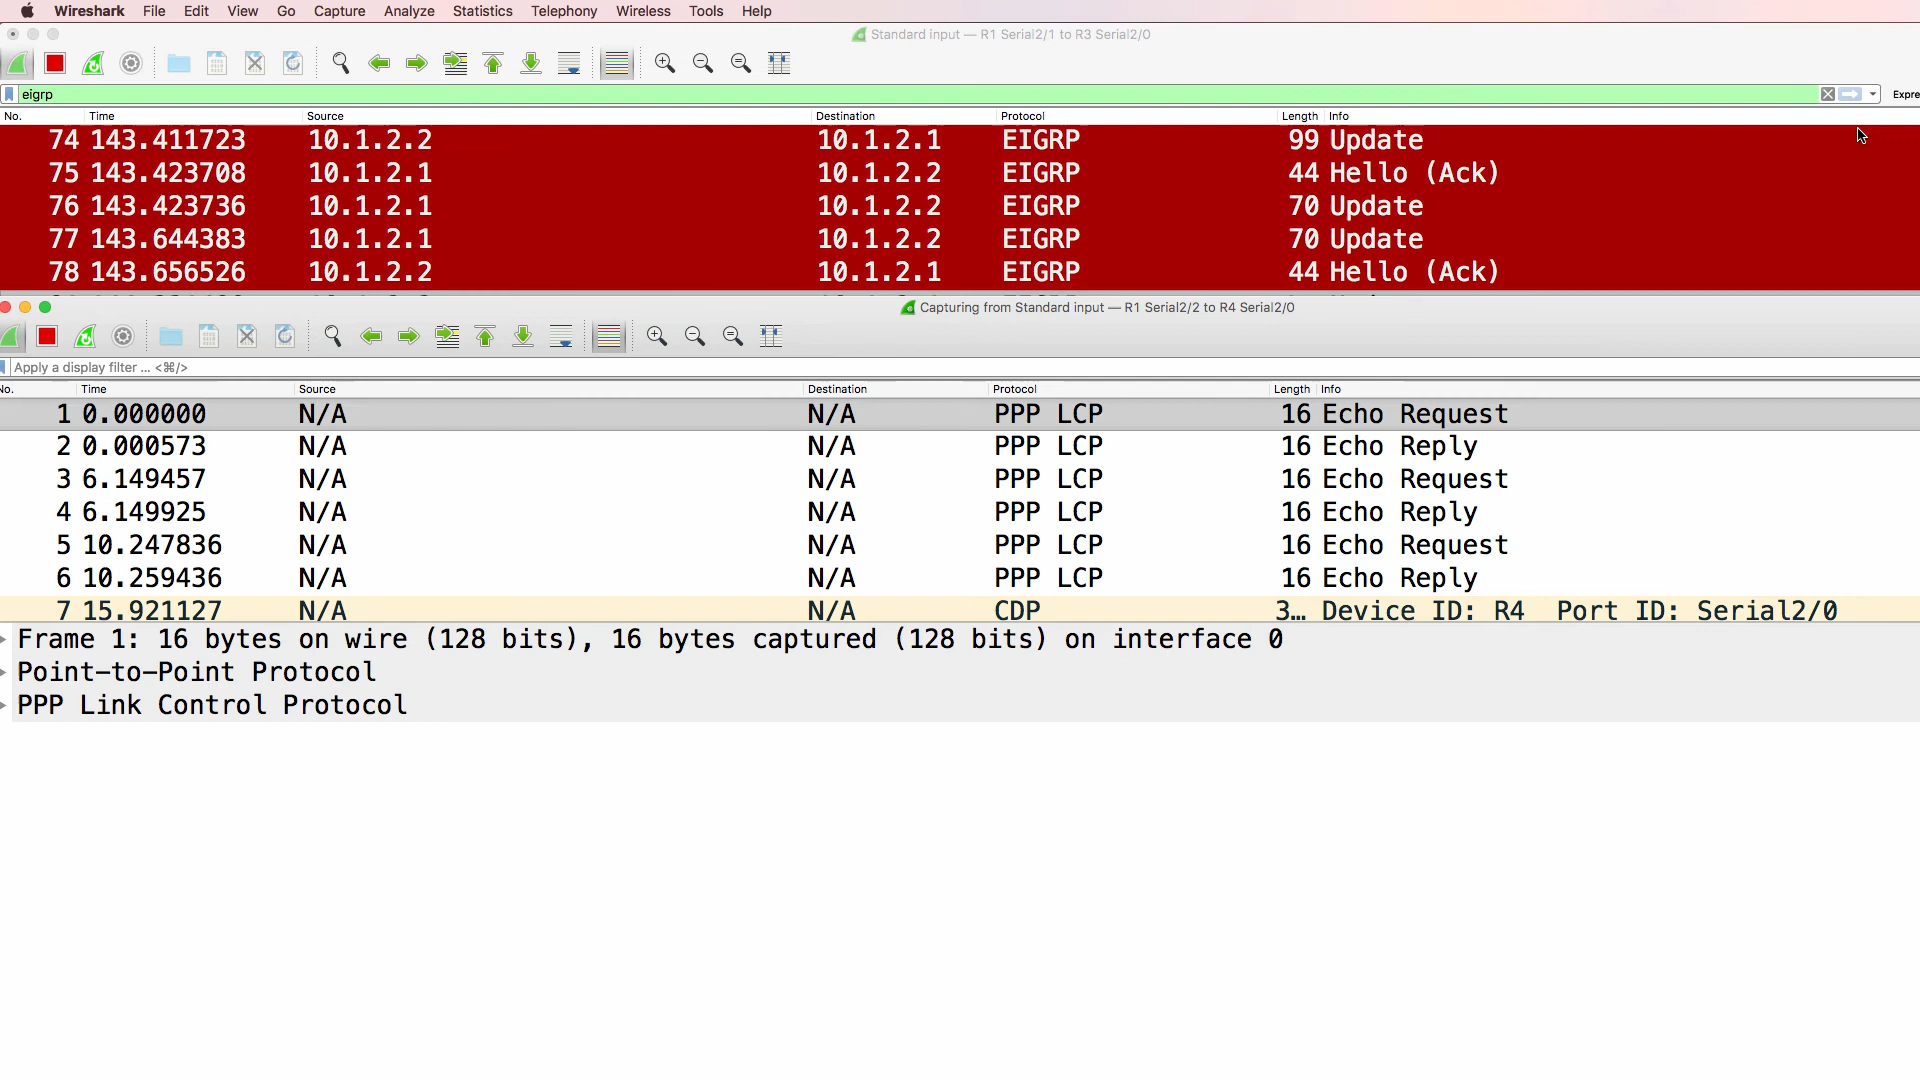 Wireshark File Edit View Go Capture Analyze Statistics Telephony Wireless Tools Help
Standard input — R1 Serial2/1 to R3 Serial2/0
eigrp Expre
No. Time Source Destination Protocol Length Info
74 143.411723 10.1.2.2 10.1.2.1 EIGRP 99 Update
75 143.423708 10.1.2.1 10.1.2.2 EIGRP 44 Hello (Ack)
76 143.423736 10.1.2.1 10.1.2.2 EIGRP 70 Update
77 143.644383 10.1.2.1 10.1.2.2 EIGRP 70 Update
78 143.656526 10.1.2.2 10.1.2.1 EIGRP 44 Hello (Ack)
Capturing from Standard input — R1 Serial2/2 to R4 Serial2/0
Apply a display filter ... <⌘/>
No. Time Source Destination Protocol Length Info
1 0.000000 N/A N/A PPP LCP 16 Echo Request
2 0.000573 N/A N/A PPP LCP 16 Echo Reply
3 6.149457 N/A N/A PPP LCP 16 Echo Request
4 6.149925 N/A N/A PPP LCP 16 Echo Reply
5 10.247836 N/A N/A PPP LCP 16 Echo Request
6 10.259436 N/A N/A PPP LCP 16 Echo Reply
7 15.921127 N/A N/A CDP 3… Device ID: R4 Port ID: Serial2/0
Frame 1: 16 bytes on wire (128 bits), 16 bytes captured (128 bits) on interface 0
Point-to-Point Protocol
PPP Link Control Protocol